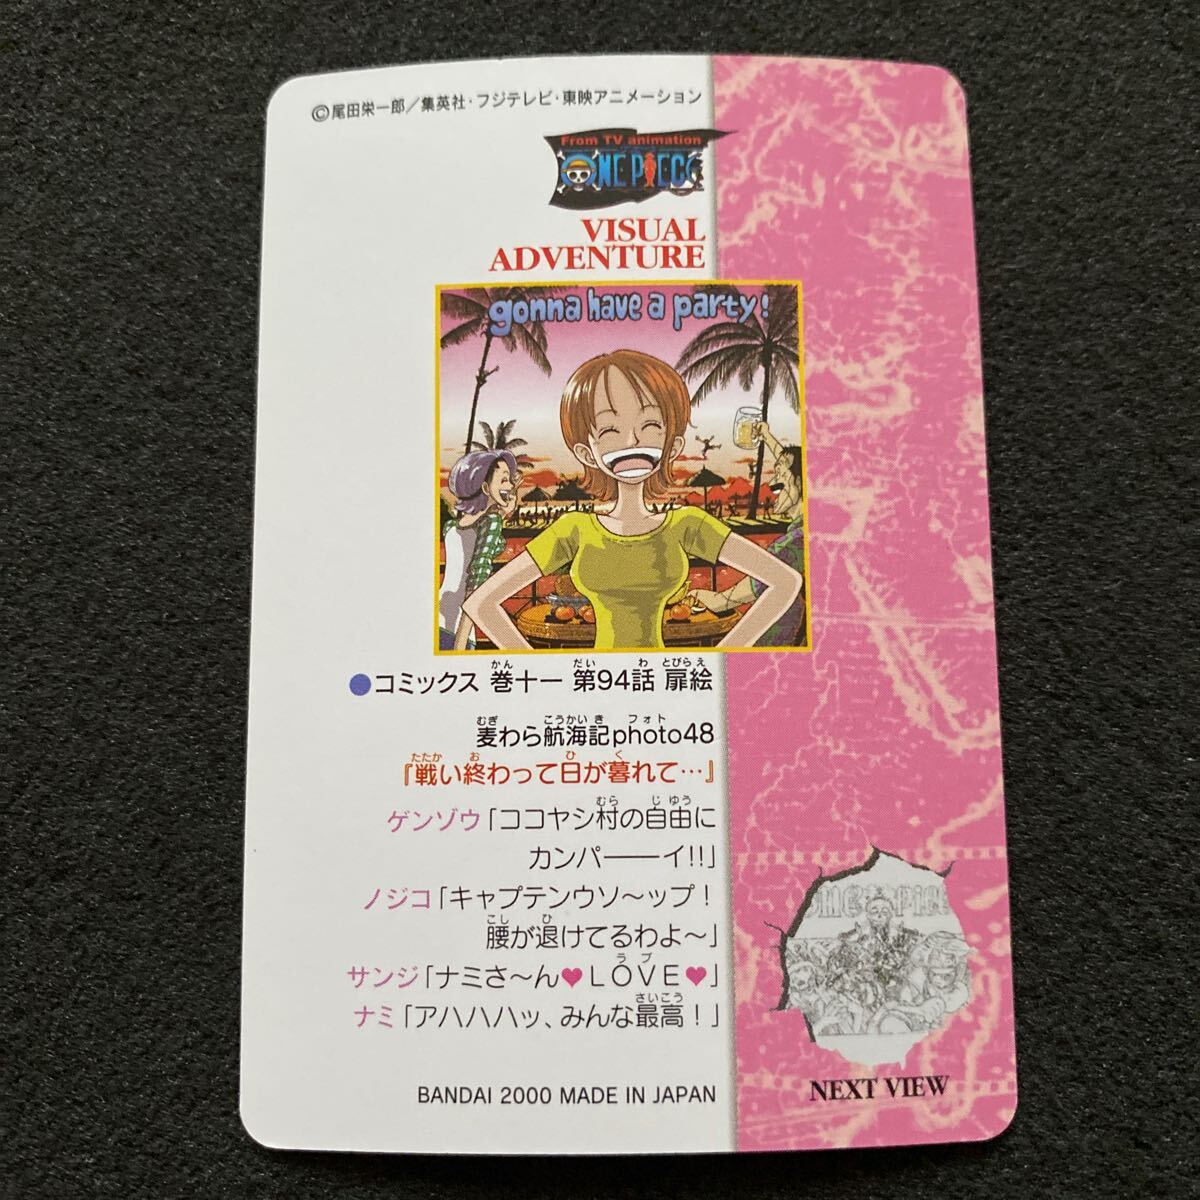 ©尾田栄一郎／集英社・フジテレビ・東映アニメーション
From TV animation
ONE PIECE
VISUAL
ADVENTURE
gonna have a party!
●コミックス 巻十一 第94話 扉絵
麦わら航海記photo48
『戦い終わって日が暮れて…』
ゲンゾウ「ココヤシ村の自由に
カンパ――イ!!」
ノジコ「キャプテンウソ〜ップ！
腰が退けてるわよ〜」
サンジ「ナミさ〜ん♥LOVE♥」
ナミ「アハハハッ、みんな最高！」
BANDAI 2000 MADE IN JAPAN
ONE PIECE
NEXT VIEW